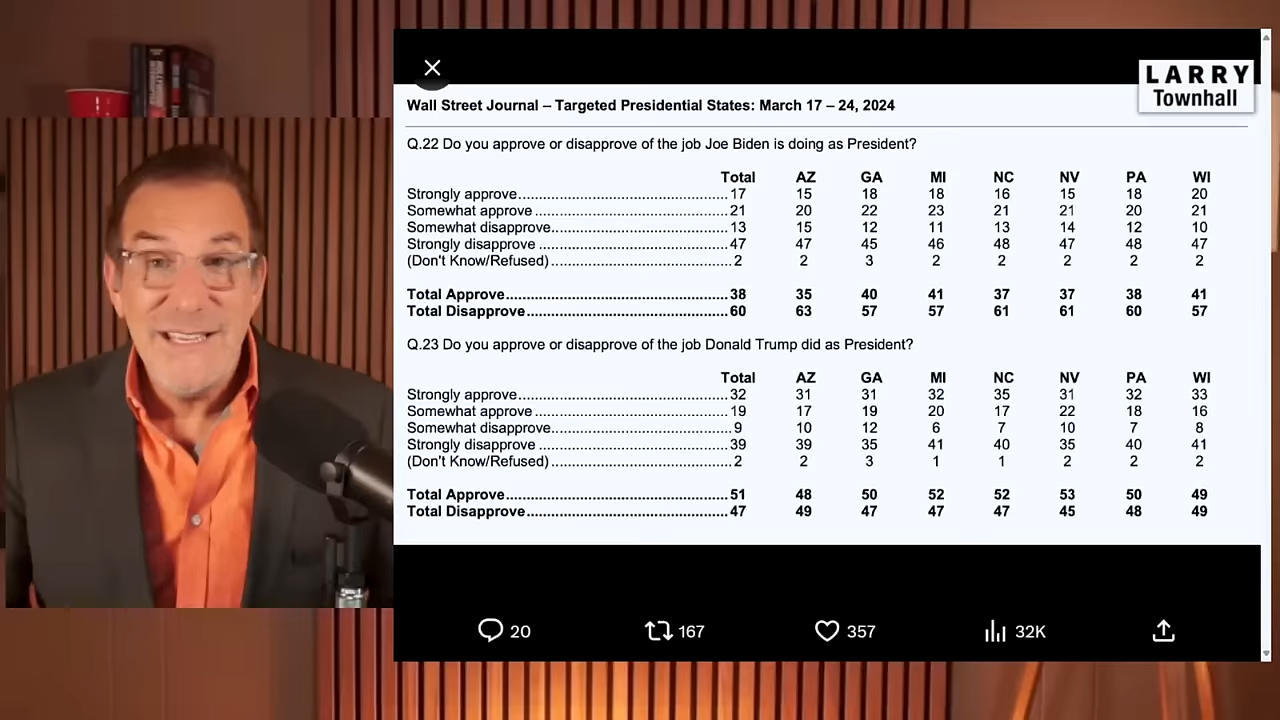 LARRY
Townhall
Wall Street Journal – Targeted Presidential States: March 17 – 24, 2024
Q.22 Do you approve or disapprove of the job Joe Biden is doing as President?
Total AZ GA MI NC NV PA WI
Strongly approve 17 15 18 18 16 15 18 20
Somewhat approve 21 20 22 23 21 21 20 21
Somewhat disapprove 13 15 12 11 13 14 12 10
Strongly disapprove 47 47 45 46 48 47 48 47
(Don't Know/Refused) 2 2 3 2 2 2 2 2
Total Approve 38 35 40 41 37 37 38 41
Total Disapprove 60 63 57 57 61 61 60 57
Q.23 Do you approve or disapprove of the job Donald Trump did as President?
Total AZ GA MI NC NV PA WI
Strongly approve 32 31 31 32 35 31 32 33
Somewhat approve 19 17 19 20 17 22 18 16
Somewhat disapprove 9 10 12 6 7 10 7 8
Strongly disapprove 39 39 35 41 40 35 40 41
(Don't Know/Refused) 2 2 3 1 1 2 2 2
Total Approve 51 48 50 52 52 53 50 49
Total Disapprove 47 49 47 47 47 45 48 49
20 167 357 32K